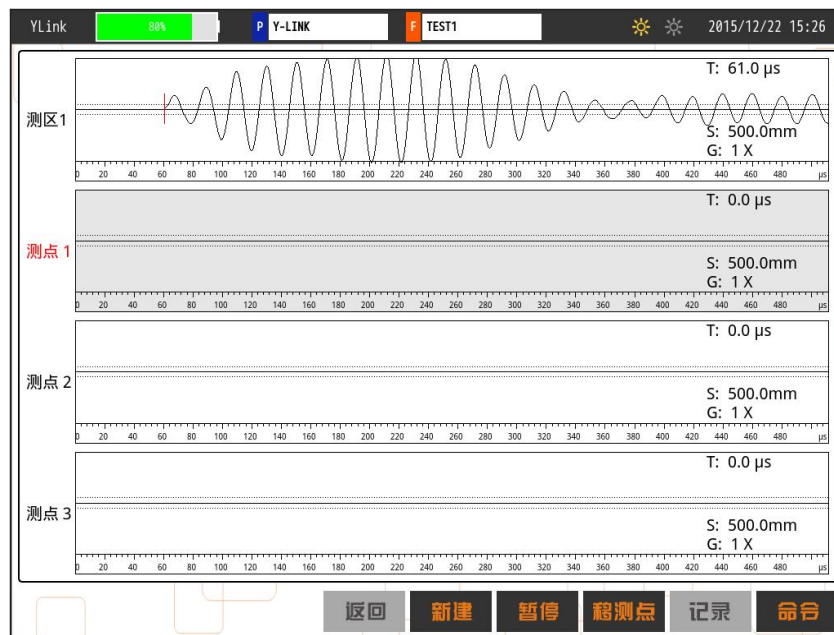 YLink 80% P Y-LINK F TEST1 2015/12/22 15:26
T: 61.0 μs
测区1
S: 500.0mm
G: 1 X
0 20 40 60 80 100 120 140 160 180 200 220 240 260 280 300 320 340 360 380 400 420 440 460 480 μs
T: 0.0 μs
测点 1
S: 500.0mm
G: 1 X
0 20 40 60 80 100 120 140 160 180 200 220 240 260 280 300 320 340 360 380 400 420 440 460 480 μs
T: 0.0 μs
测点 2
S: 500.0mm
G: 1 X
0 20 40 60 80 100 120 140 160 180 200 220 240 260 280 300 320 340 360 380 400 420 440 460 480 μs
T: 0.0 μs
测点 3
S: 500.0mm
G: 1 X
0 20 40 60 80 100 120 140 160 180 200 220 240 260 280 300 320 340 360 380 400 420 440 460 480 μs
返回 新建 暂停 移测点 记录 命令